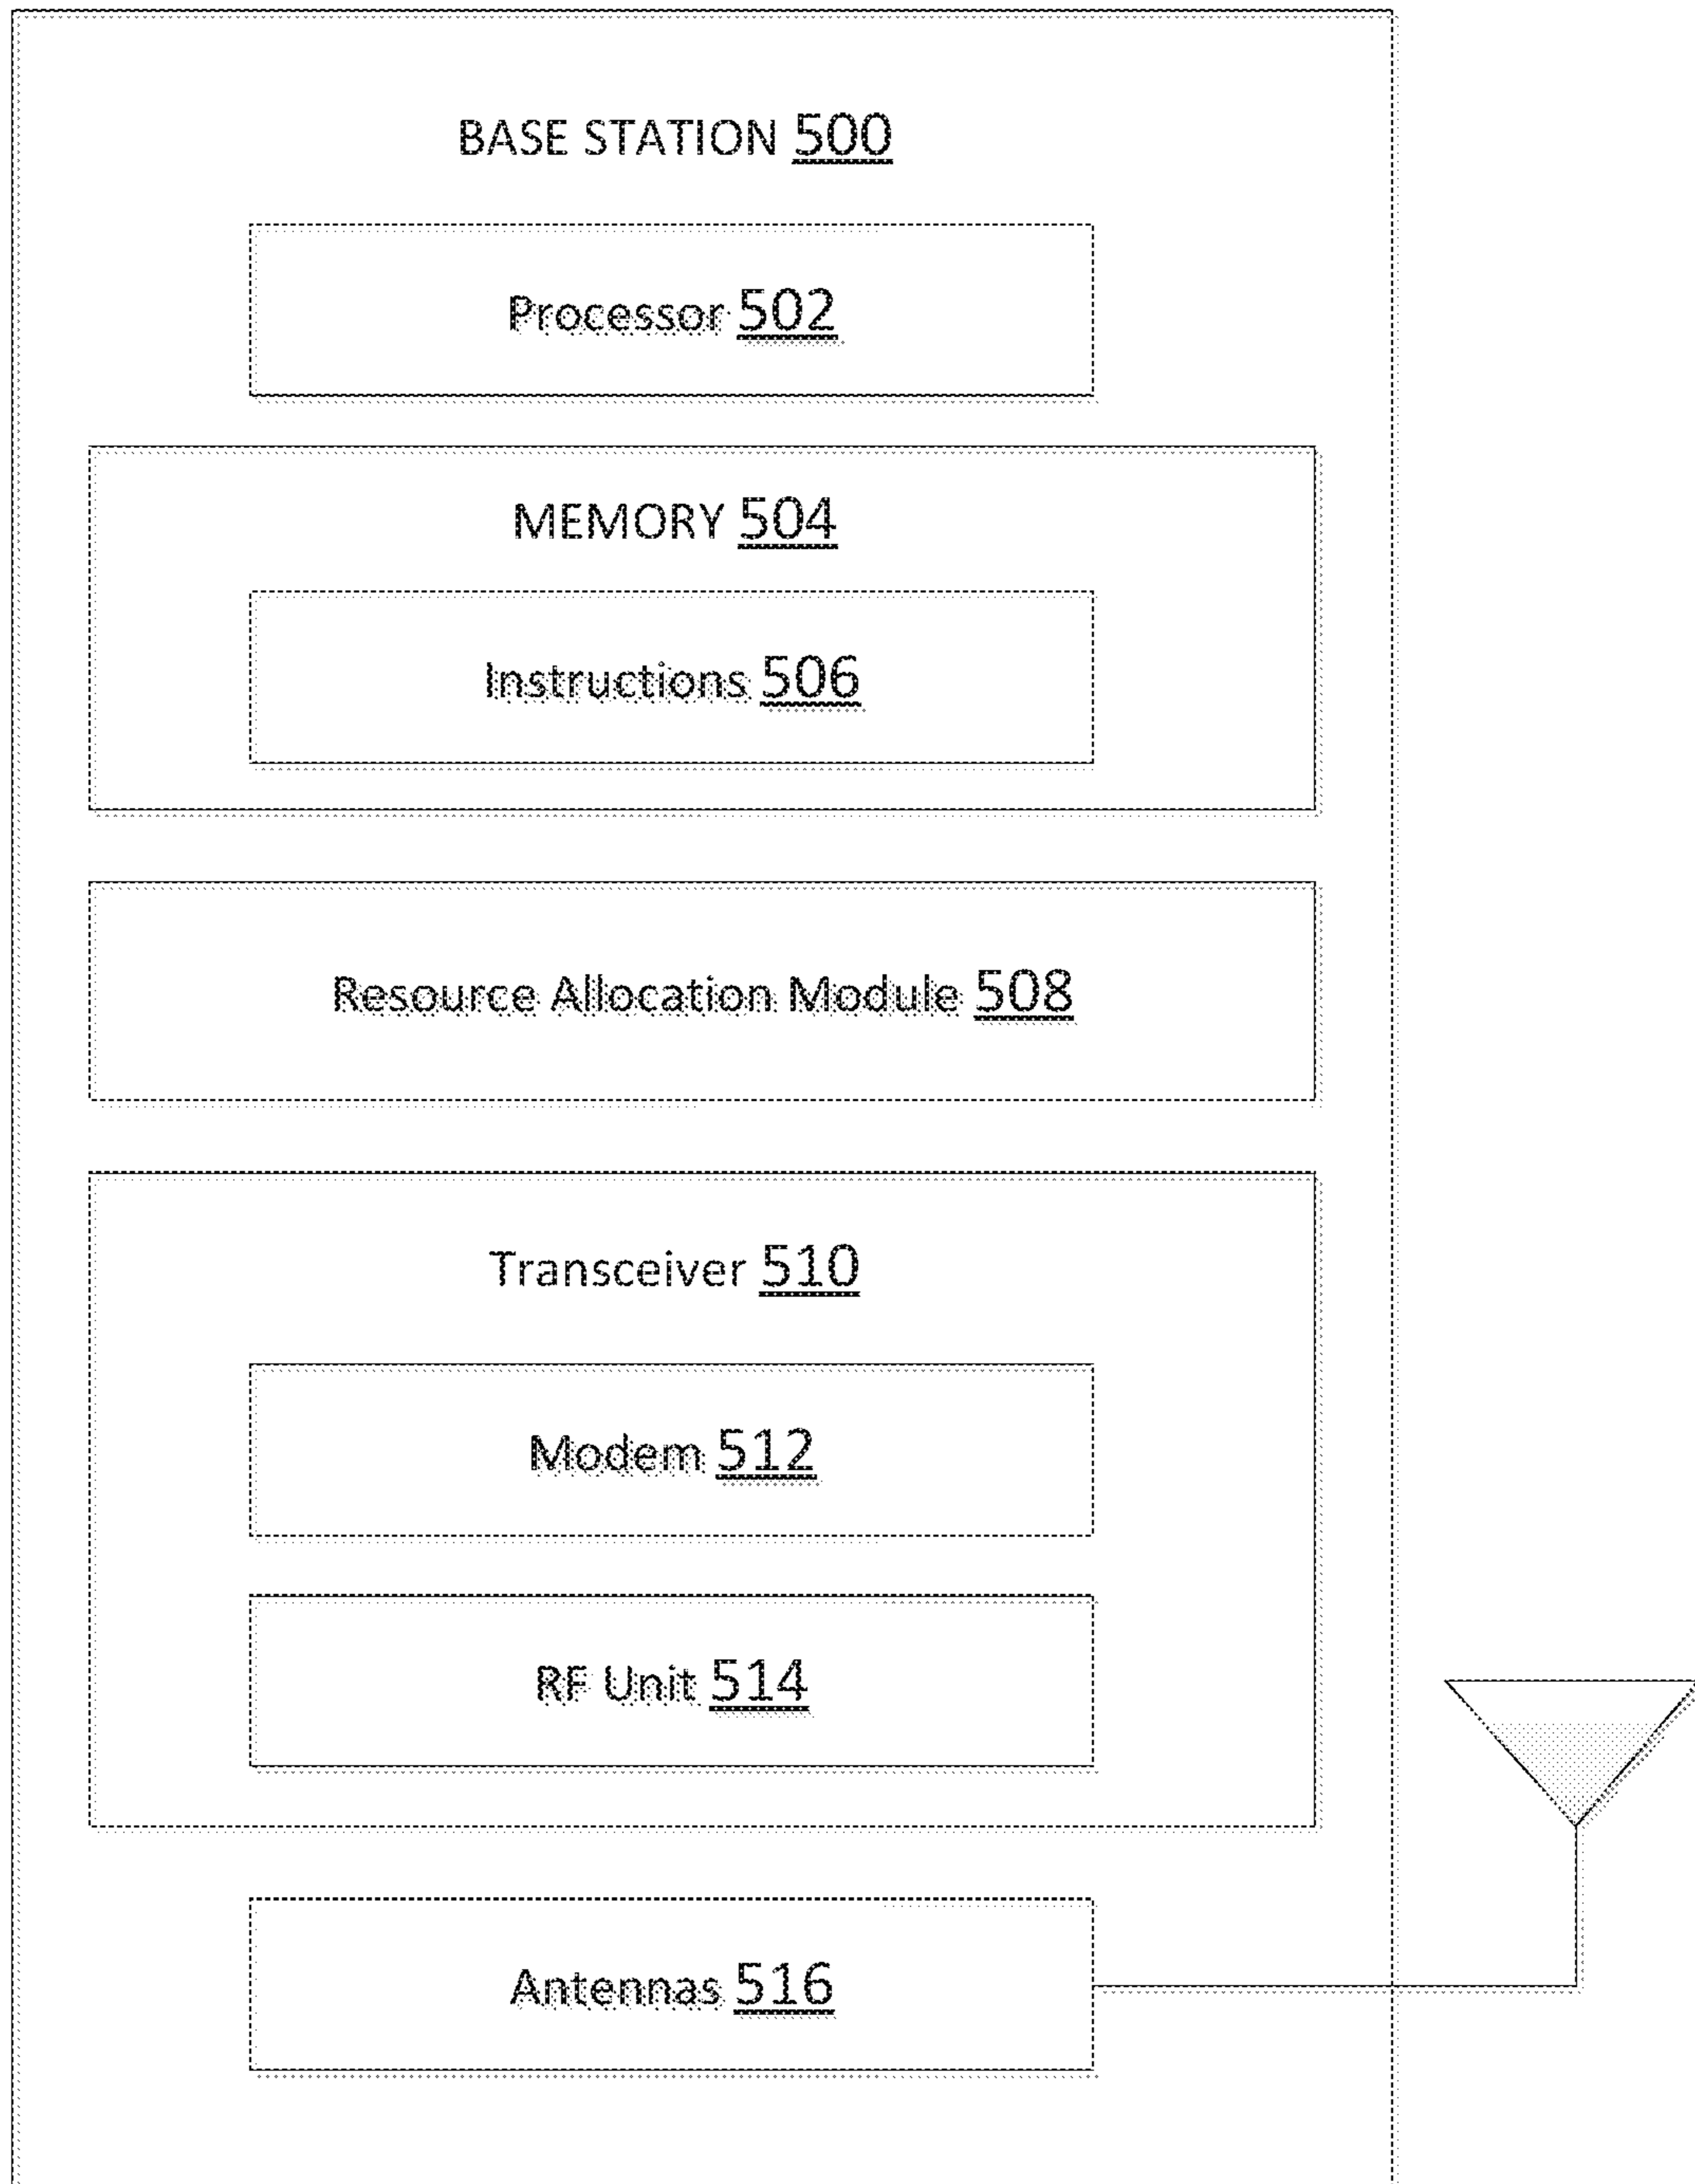 BASE STATION 500
Processor 502
MEMORY 504
Instructions 506
Resource Allocation Module 508
Transceiver 510
Modem 512
RF Unit 514
Antennas 516